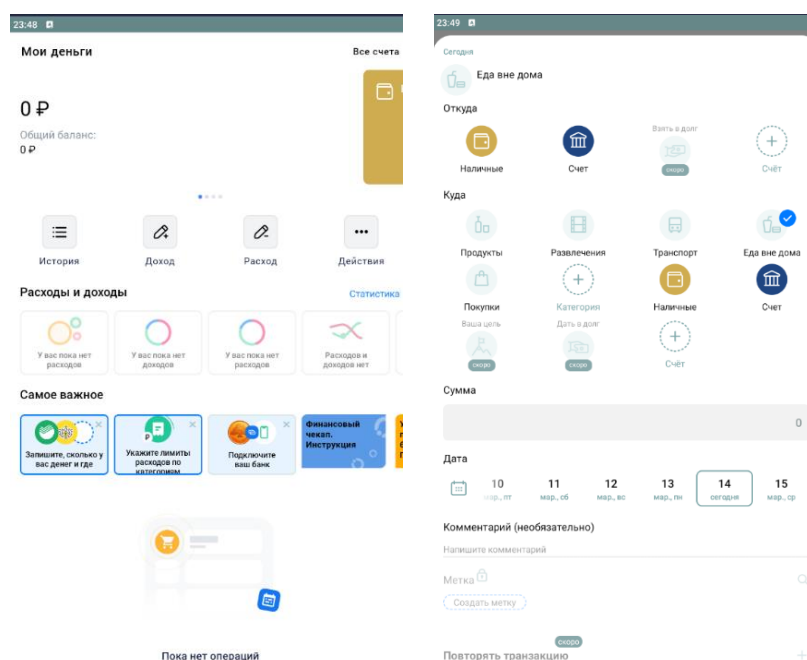 23:48
Мои деньги
Все счета
0 ₽
Общий баланс:
0 ₽
История
Доход
Расход
Действия
Расходы и доходы
Статистика
У вас пока нет
расходов
У вас пока нет
доходов
У вас пока нет
расходов
Расходов и
доходов нет
Самое важное
Запишите, сколько у
вас денег и где
Укажите лимиты
расходов по
категориям
Подключите
ваш банк
Финансовый
чекап.
Инструкция
Пока нет операций
23:49
Сегодня
Еда вне дома
Откуда
Взять в долг
скоро
Наличные
Счет
Счёт
Куда
Продукты
Развлечения
Транспорт
Еда вне дома
Покупки
Категория
Наличные
Счет
Ваша цель
Дать в долг
скоро
скоро
Счёт
Сумма
0
Дата
10
мар., пт
11
мар., сб
12
мар., вс
13
мар., пн
14
сегодня
15
мар., ср
Комментарий (необязательно)
Напишите комментарий
Метка
Создать метку
скоро
Повторять транзакцию